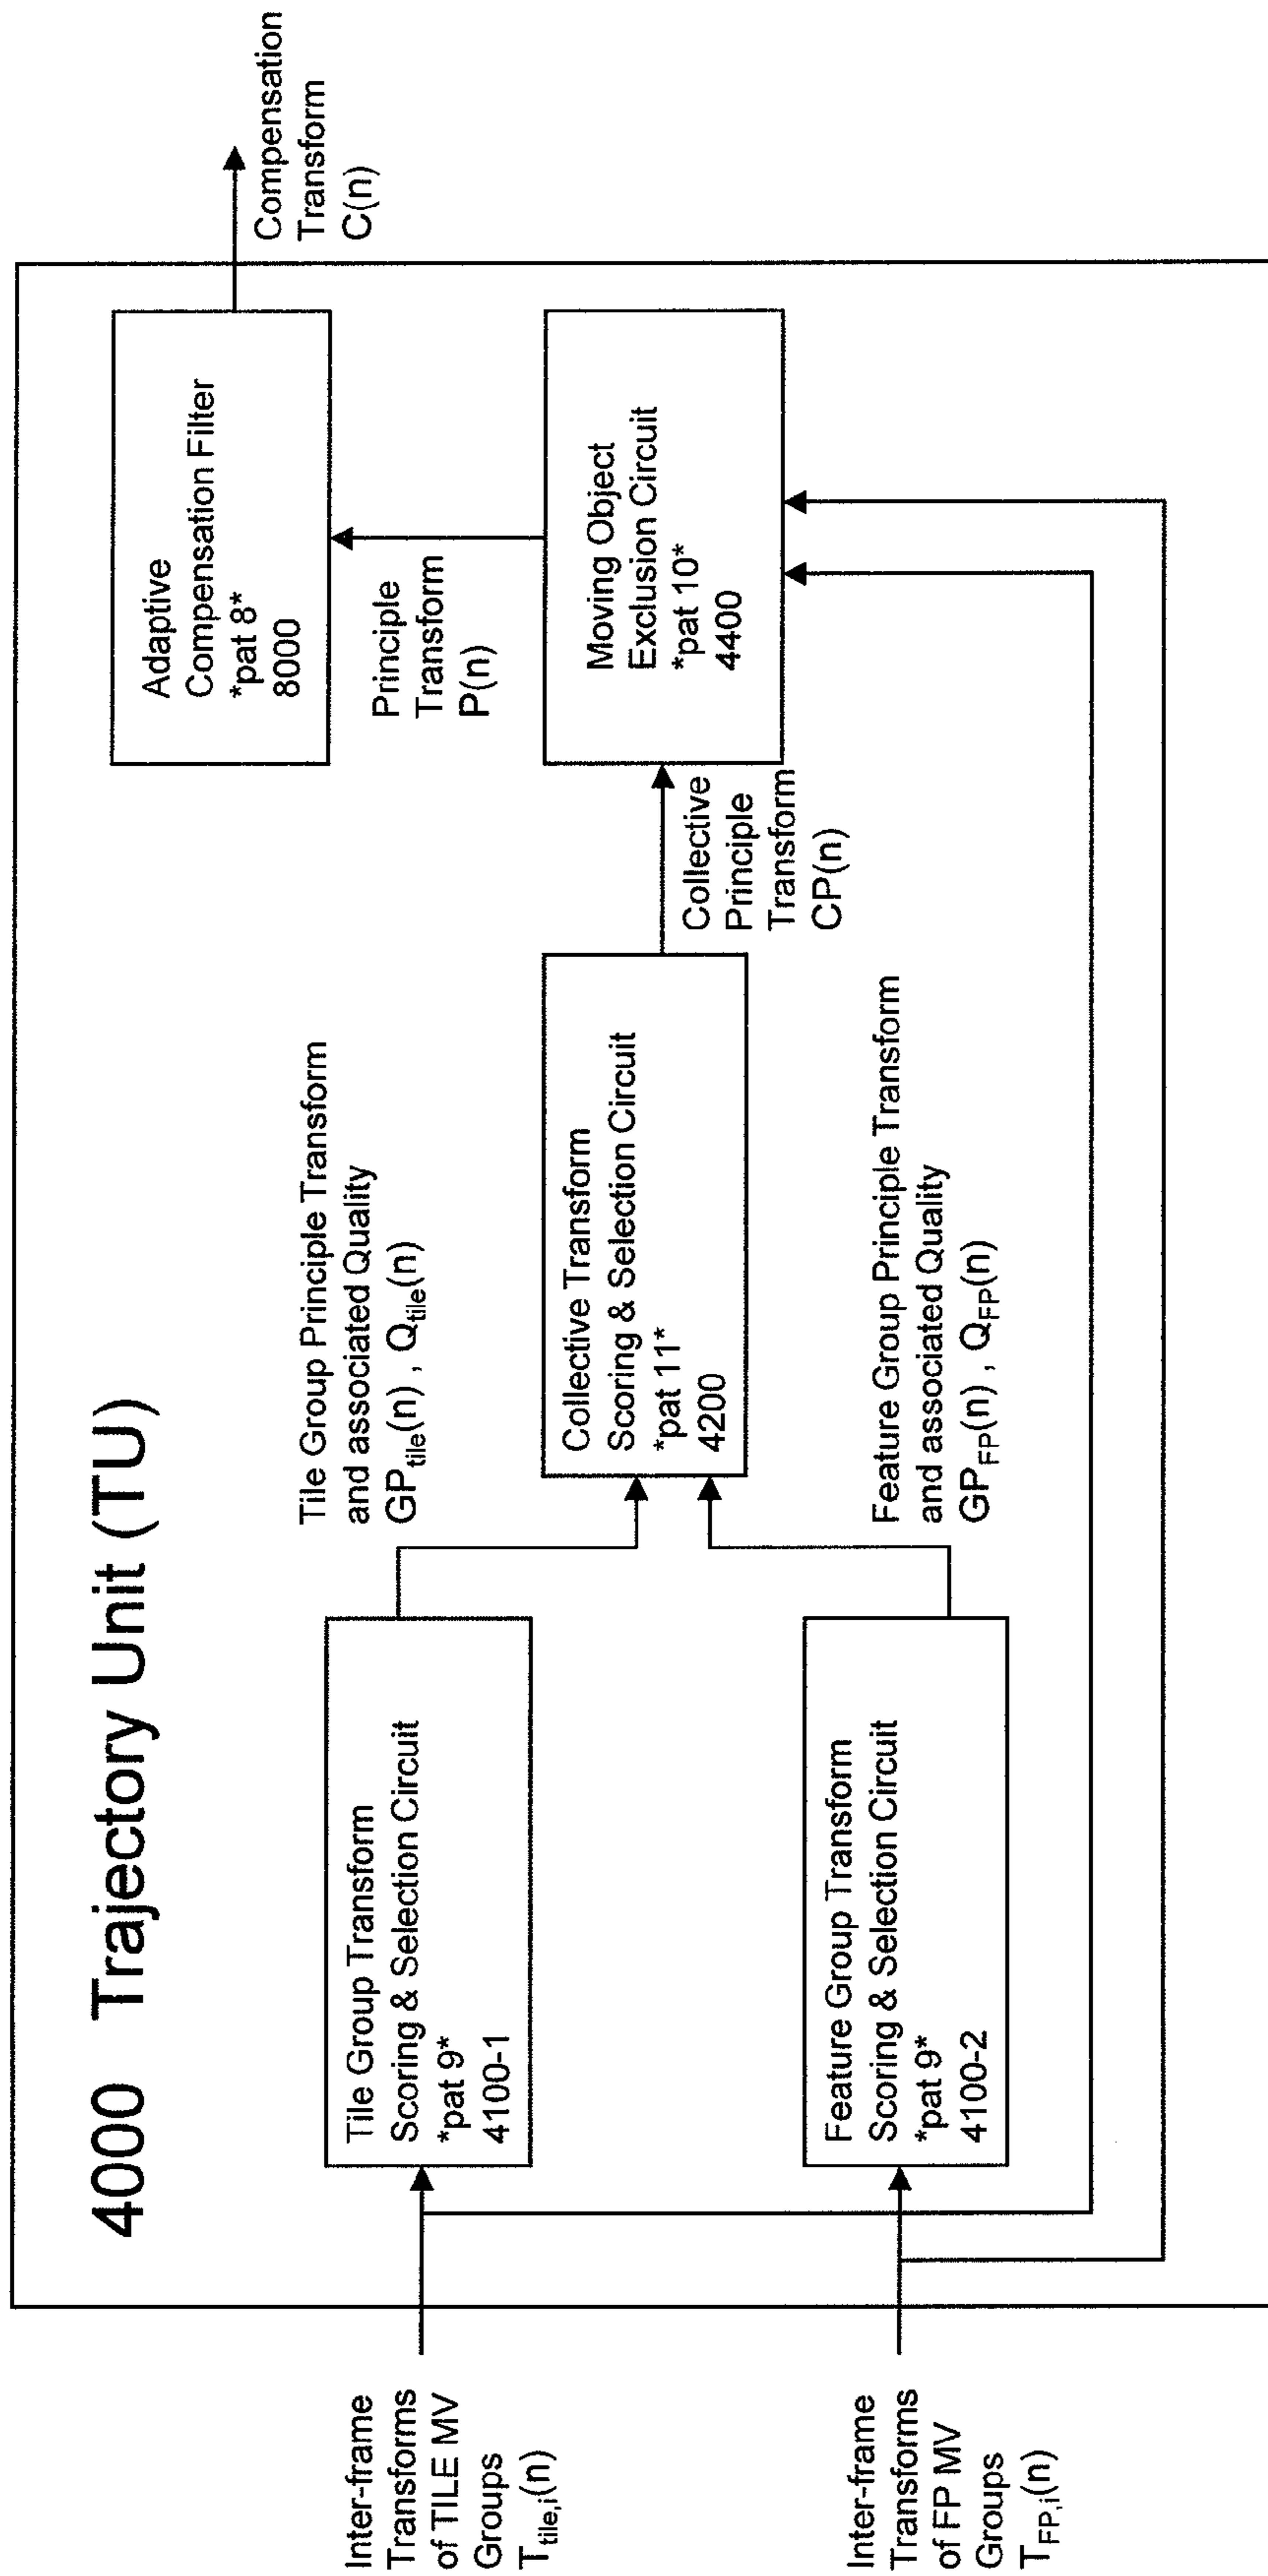 4000 Trajectory Unit (TU)
Inter-frame
Transforms
of TILE MV
Groups
T_tile,i(n)
Inter-frame
Transforms
of FP MV
Groups
T_FP,i(n)
Tile Group Transform
Scoring & Selection Circuit
*pat 9*
4100-1
Feature Group Transform
Scoring & Selection Circuit
*pat 9*
4100-2
Tile Group Principle Transform
and associated Quality
GP_tile(n) , Q_tile(n)
Collective Transform
Scoring & Selection Circuit
*pat 11*
4200
Feature Group Principle Transform
and associated Quality
GP_FP(n) , Q_FP(n)
Collective
Principle
Transform
CP(n)
Adaptive
Compensation Filter
*pat 8*
8000
Principle
Transform
P(n)
Moving Object
Exclusion Circuit
*pat 10*
4400
Compensation
Transform
C(n)